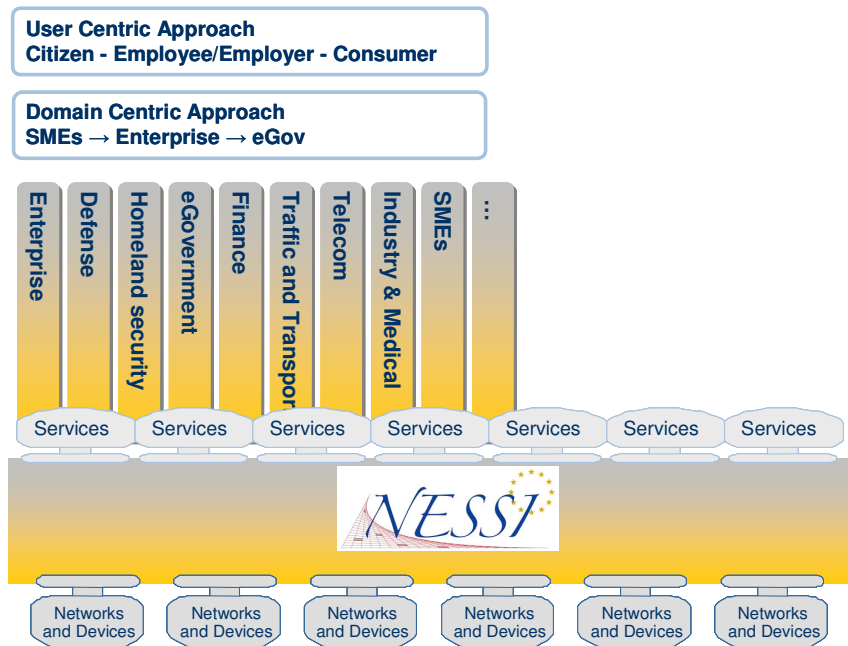 User Centric Approach
Citizen - Employee/Employer - Consumer
Domain Centric Approach
SMEs → Enterprise → eGov
Enterprise
Defense
Homeland security
eGovernment
Finance
Traffic and Transpor
Telecom
Industry & Medical
SMEs
...
Services
Services
Services
Services
Services
Services
Services
NESSI
Networks
and Devices
Networks
and Devices
Networks
and Devices
Networks
and Devices
Networks
and Devices
Networks
and Devices